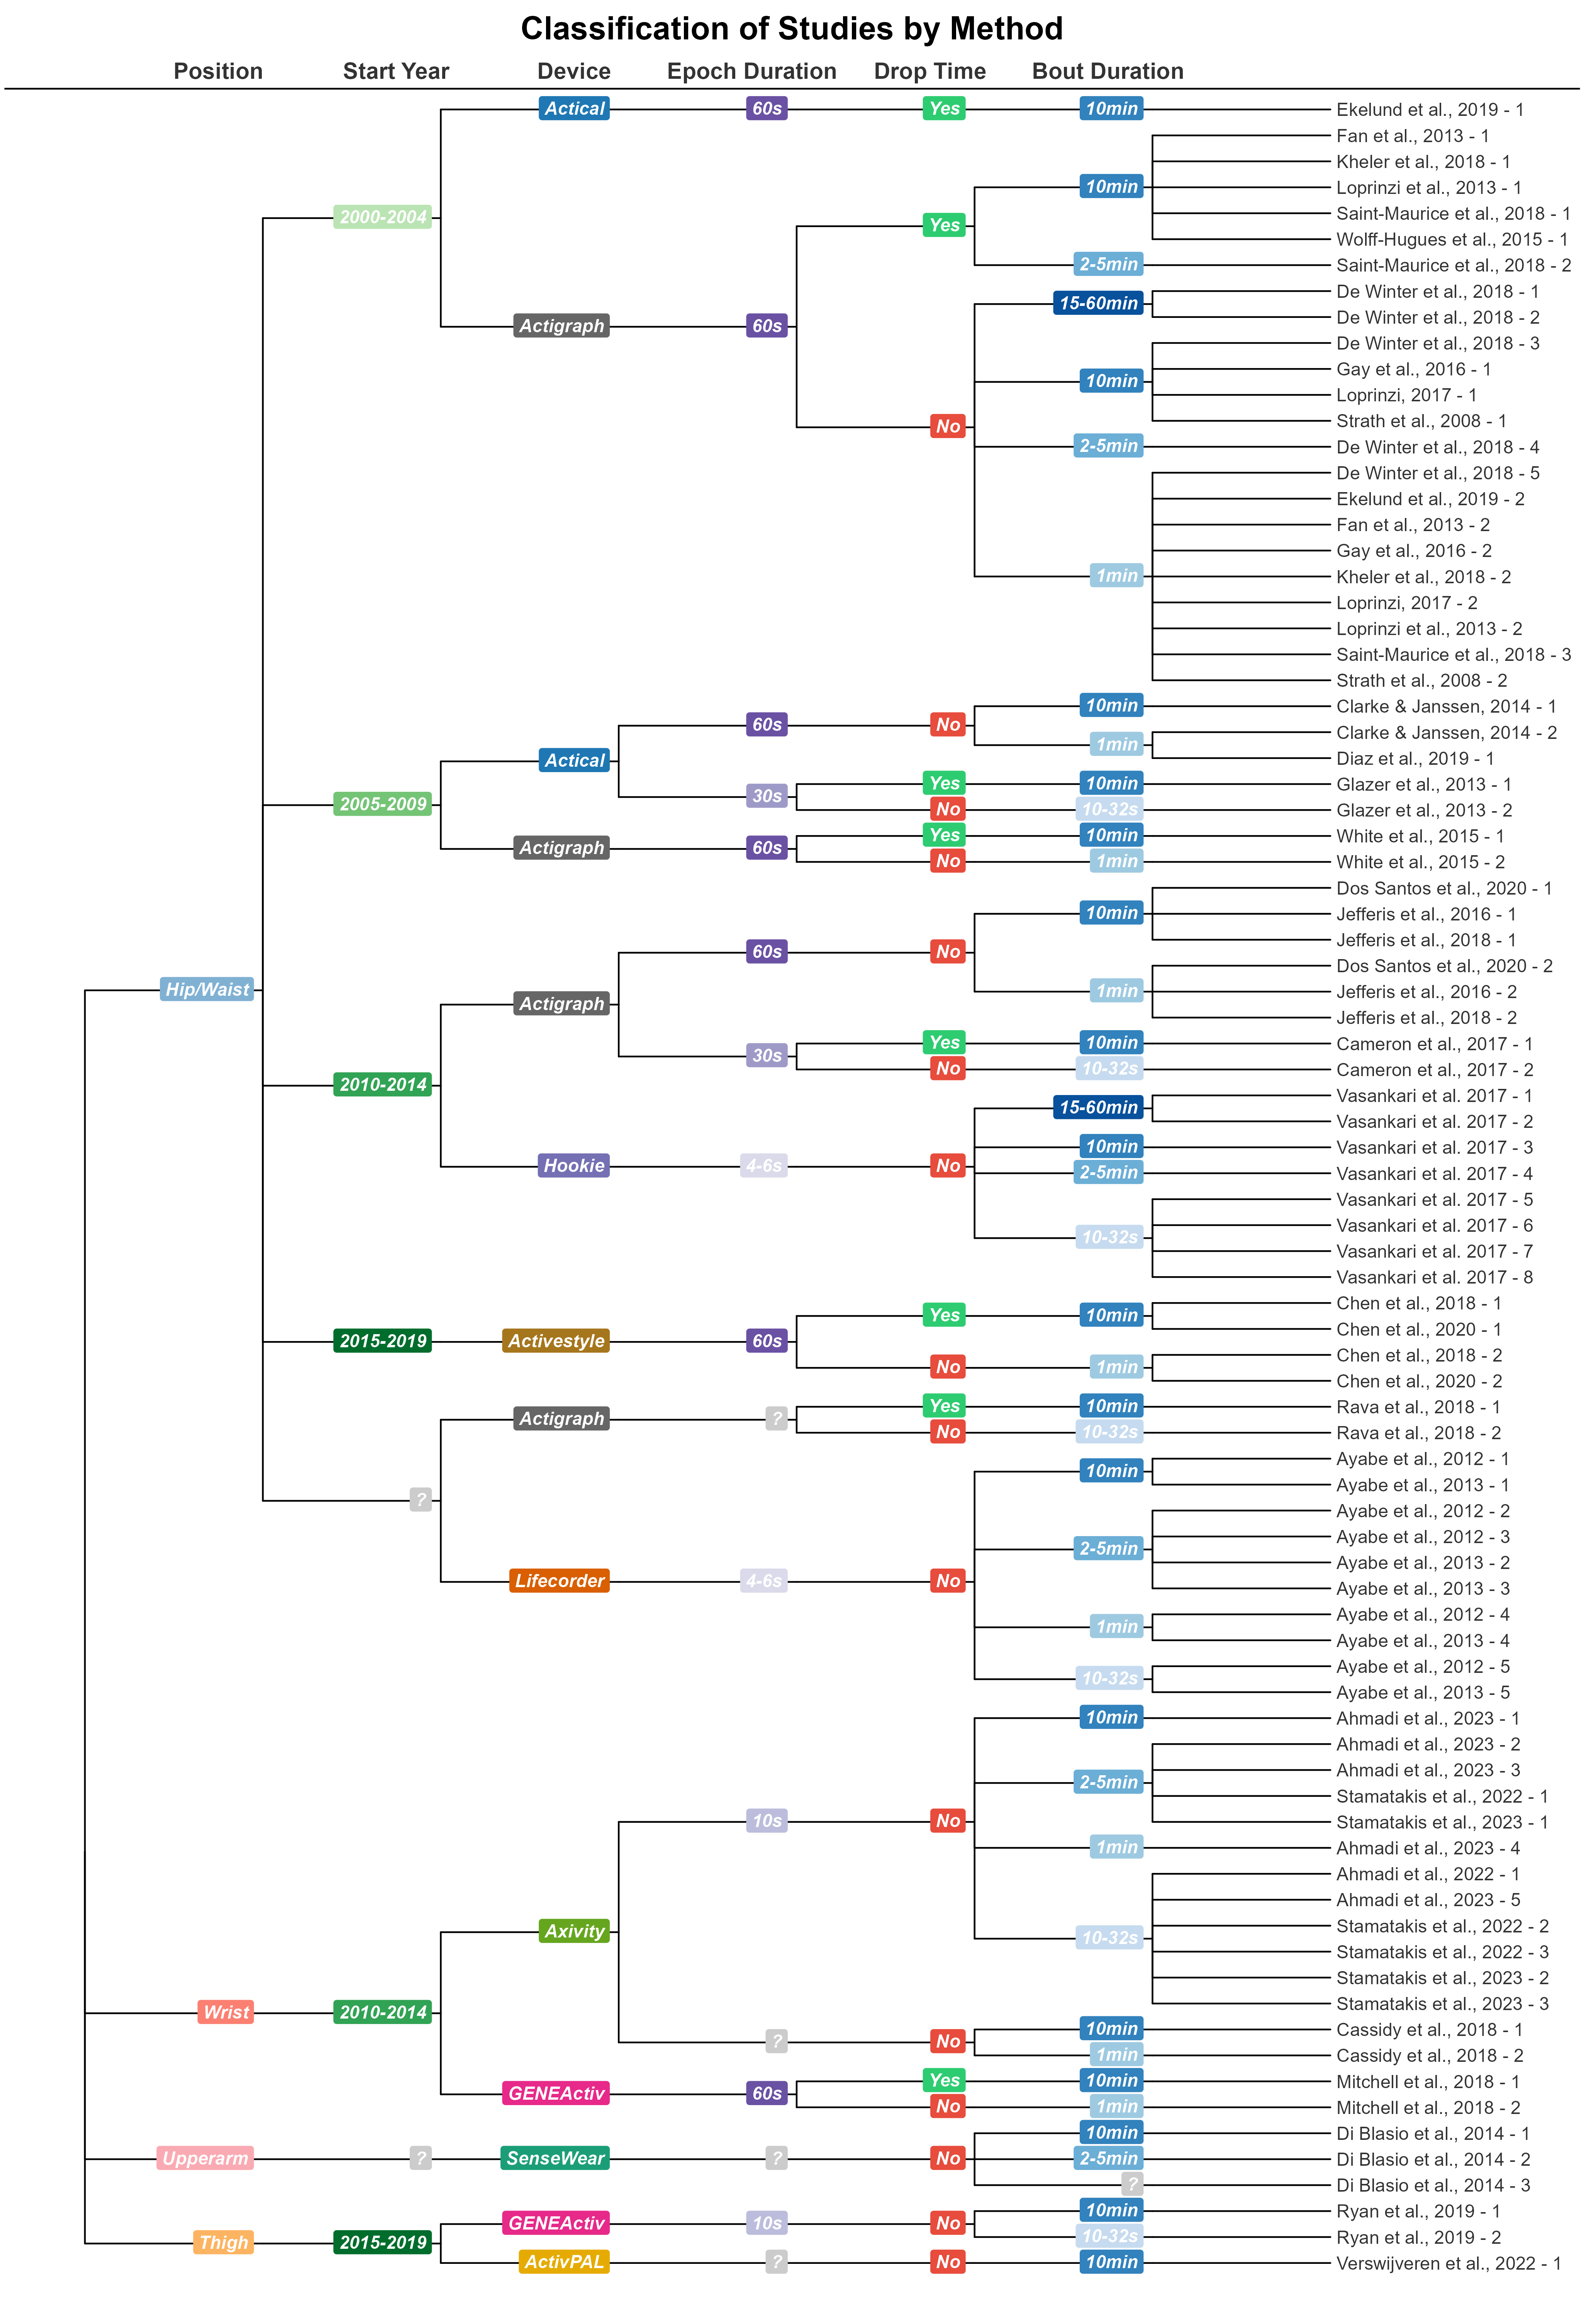 Classification of Studies by Method
Position Start Year Device Epoch Duration Drop Time Bout Duration
Actical 60s Yes 10min Ekelund et al., 2019 - 1
Fan et al., 2013 - 1
Kheler et al., 2018 - 1
10min Loprinzi et al., 2013 - 1
2000-2004 Saint-Maurice et al., 2018 - 1
Yes Wolff-Hugues et al., 2015 - 1
2-5min Saint-Maurice et al., 2018 - 2
De Winter et al., 2018 - 1
15-60min
Actigraph 60s De Winter et al., 2018 - 2
De Winter et al., 2018 - 3
Gay et al., 2016 - 1
10min
Loprinzi, 2017 - 1
No Strath et al., 2008 - 1
2-5min De Winter et al., 2018 - 4
De Winter et al., 2018 - 5
Ekelund et al., 2019 - 2
Fan et al., 2013 - 2
Gay et al., 2016 - 2
1min Kheler et al., 2018 - 2
Loprinzi, 2017 - 2
Loprinzi et al., 2013 - 2
Saint-Maurice et al., 2018 - 3
Strath et al., 2008 - 2
10min Clarke & Janssen, 2014 - 1
60s No Clarke & Janssen, 2014 - 2
1min
Actical Diaz et al., 2019 - 1
Yes 10min Glazer et al., 2013 - 1
30s
2005-2009 No 10-32s Glazer et al., 2013 - 2
Yes 10min White et al., 2015 - 1
Actigraph 60s
No 1min White et al., 2015 - 2
Dos Santos et al., 2020 - 1
10min Jefferis et al., 2016 - 1
60s No Jefferis et al., 2018 - 1
Dos Santos et al., 2020 - 2
Hip/Waist 1min Jefferis et al., 2016 - 2
Actigraph Jefferis et al., 2018 - 2
Yes 10min Cameron et al., 2017 - 1
30s
No 10-32s Cameron et al., 2017 - 2
2010-2014 Vasankari et al. 2017 - 1
15-60min
Vasankari et al. 2017 - 2
10min Vasankari et al. 2017 - 3
Hookie 4-6s No
2-5min Vasankari et al. 2017 - 4
Vasankari et al. 2017 - 5
Vasankari et al. 2017 - 6
10-32s
Vasankari et al. 2017 - 7
Vasankari et al. 2017 - 8
Chen et al., 2018 - 1
Yes 10min
Chen et al., 2020 - 1
2015-2019 Activestyle 60s
Chen et al., 2018 - 2
No 1min
Chen et al., 2020 - 2
Yes 10min Rava et al., 2018 - 1
Actigraph ?
No 10-32s Rava et al., 2018 - 2
Ayabe et al., 2012 - 1
10min
Ayabe et al., 2013 - 1
? Ayabe et al., 2012 - 2
Ayabe et al., 2012 - 3
2-5min
Ayabe et al., 2013 - 2
Lifecorder 4-6s No Ayabe et al., 2013 - 3
Ayabe et al., 2012 - 4
1min
Ayabe et al., 2013 - 4
Ayabe et al., 2012 - 5
10-32s
Ayabe et al., 2013 - 5
10min Ahmadi et al., 2023 - 1
Ahmadi et al., 2023 - 2
Ahmadi et al., 2023 - 3
2-5min
Stamatakis et al., 2022 - 1
10s No Stamatakis et al., 2023 - 1
1min Ahmadi et al., 2023 - 4
Ahmadi et al., 2022 - 1
Ahmadi et al., 2023 - 5
Axivity Stamatakis et al., 2022 - 2
10-32s
Stamatakis et al., 2022 - 3
Stamatakis et al., 2023 - 2
Wrist 2010-2014 Stamatakis et al., 2023 - 3
10min Cassidy et al., 2018 - 1
? No
1min Cassidy et al., 2018 - 2
Yes 10min Mitchell et al., 2018 - 1
GENEActiv 60s
No 1min Mitchell et al., 2018 - 2
10min Di Blasio et al., 2014 - 1
Upperarm ? SenseWear ? No 2-5min Di Blasio et al., 2014 - 2
? Di Blasio et al., 2014 - 3
10min Ryan et al., 2019 - 1
GENEActiv 10s No
Thigh 2015-2019 10-32s Ryan et al., 2019 - 2
ActivPAL ? No 10min Verswijveren et al., 2022 - 1